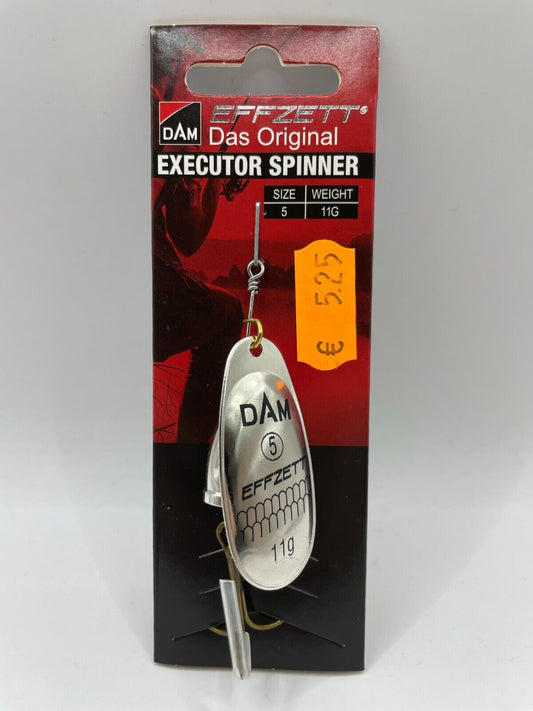 EFFZETT®
DAM
Das Original
EXECUTOR SPINNER
SIZE WEIGHT
5 11G
€ 5.25
DAM
5
EFFZETT
11g